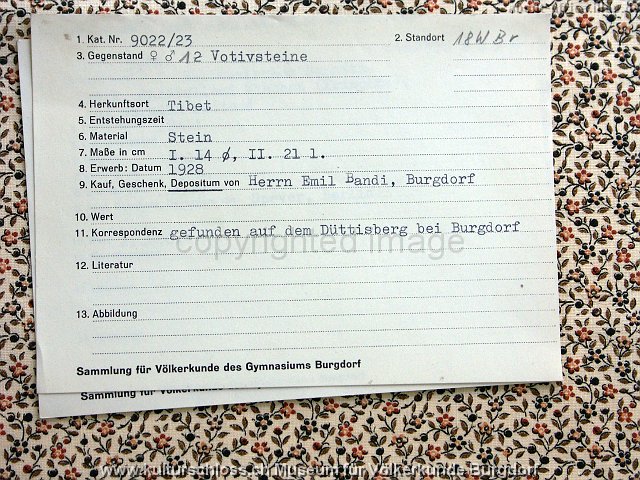 1. Kat. Nr. 9022/23 2. Standort 18W Br
3. Gegenstand ♀ ♂ 12 Votivsteine
4. Herkunftsort Tibet
5. Entstehungszeit
6. Material Stein
7. Maße in cm I. 14 ø, II. 21 l.
8. Erwerb: Datum 1928
9. Kauf, Geschenk, Depositum von Herrn Emil Bandi, Burgdorf
10. Wert
11. Korrespondenz gefunden auf dem Düttisberg bei Burgdorf
copyrighted image
12. Literatur
13. Abbildung
Sammlung für Völkerkunde des Gymnasiums Burgdorf
Sammlung für Völkerkunde
www.kulturschloss.ch Museum für Völkerkunde Burgdorf